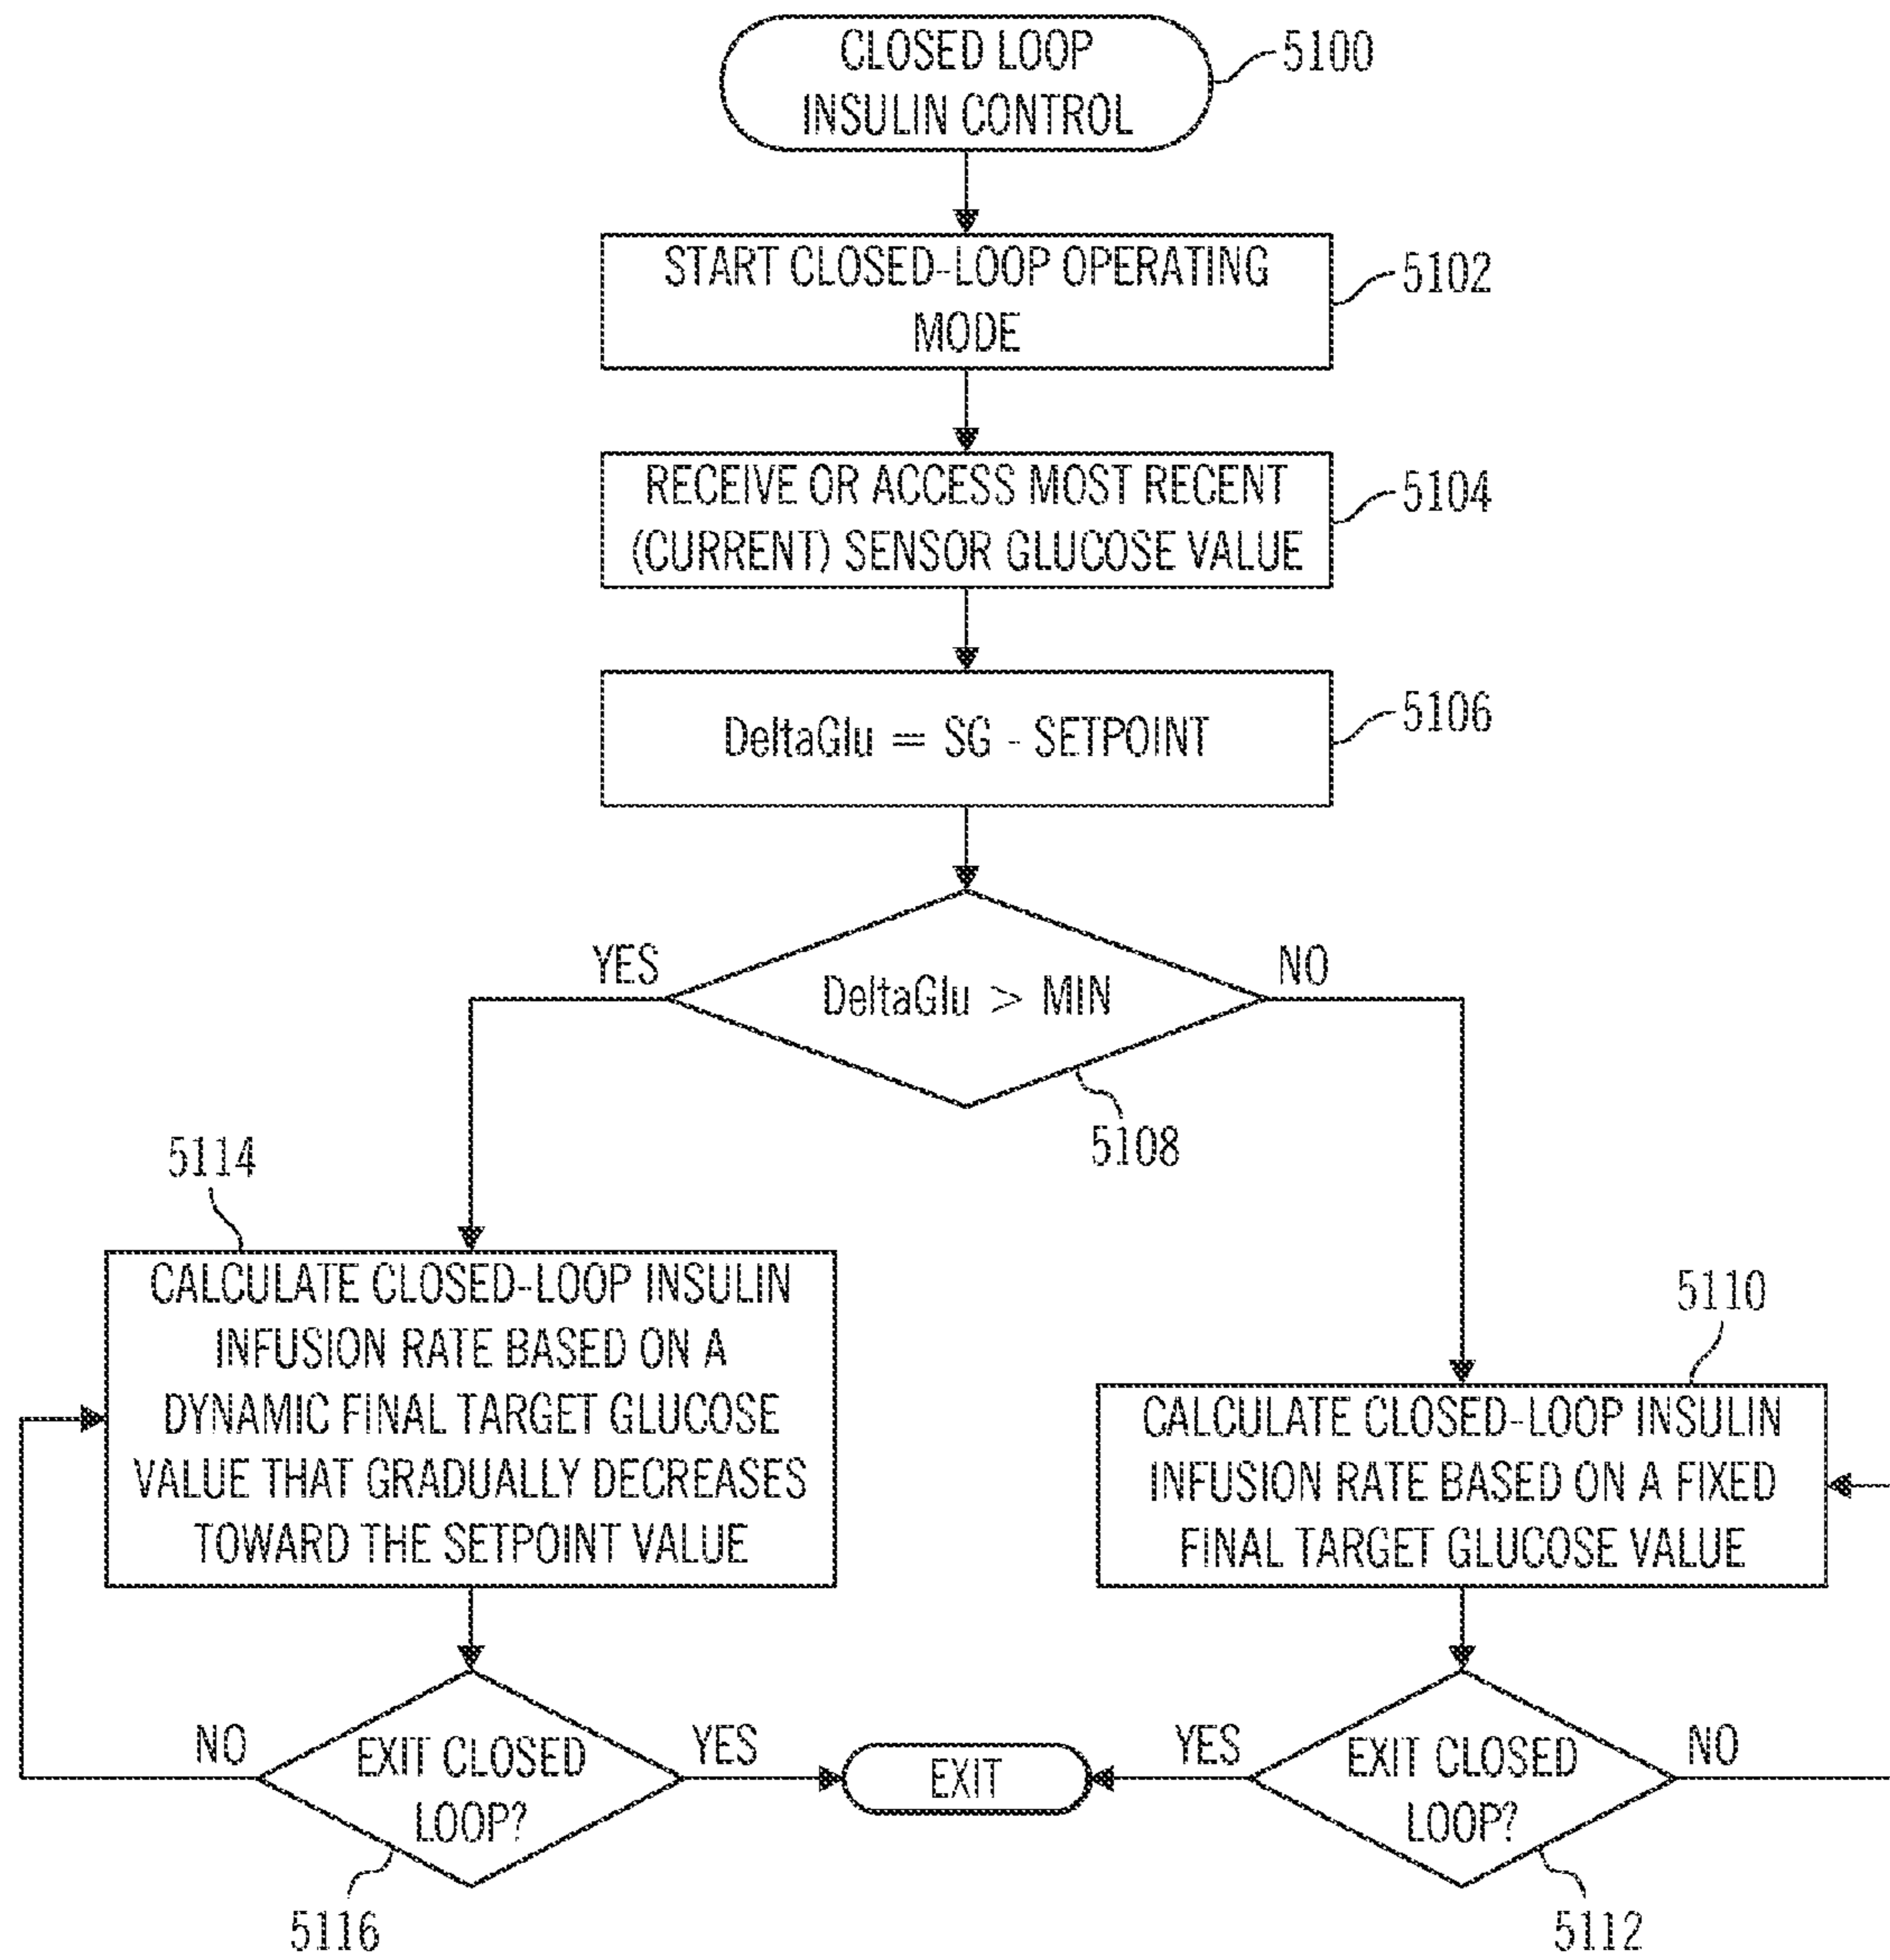 CLOSED LOOP
INSULIN CONTROL
5100
START CLOSED-LOOP OPERATING
MODE
5102
RECEIVE OR ACCESS MOST RECENT
(CURRENT) SENSOR GLUCOSE VALUE
5104
DeltaGlu = SG - SETPOINT
5106
YES
DeltaGlu > MIN
NO
5108
5114
CALCULATE CLOSED-LOOP INSULIN
INFUSION RATE BASED ON A
DYNAMIC FINAL TARGET GLUCOSE
VALUE THAT GRADUALLY DECREASES
TOWARD THE SETPOINT VALUE
5110
CALCULATE CLOSED-LOOP INSULIN
INFUSION RATE BASED ON A FIXED
FINAL TARGET GLUCOSE VALUE
NO
EXIT CLOSED
LOOP?
YES
5116
EXIT
YES
EXIT CLOSED
LOOP?
NO
5112